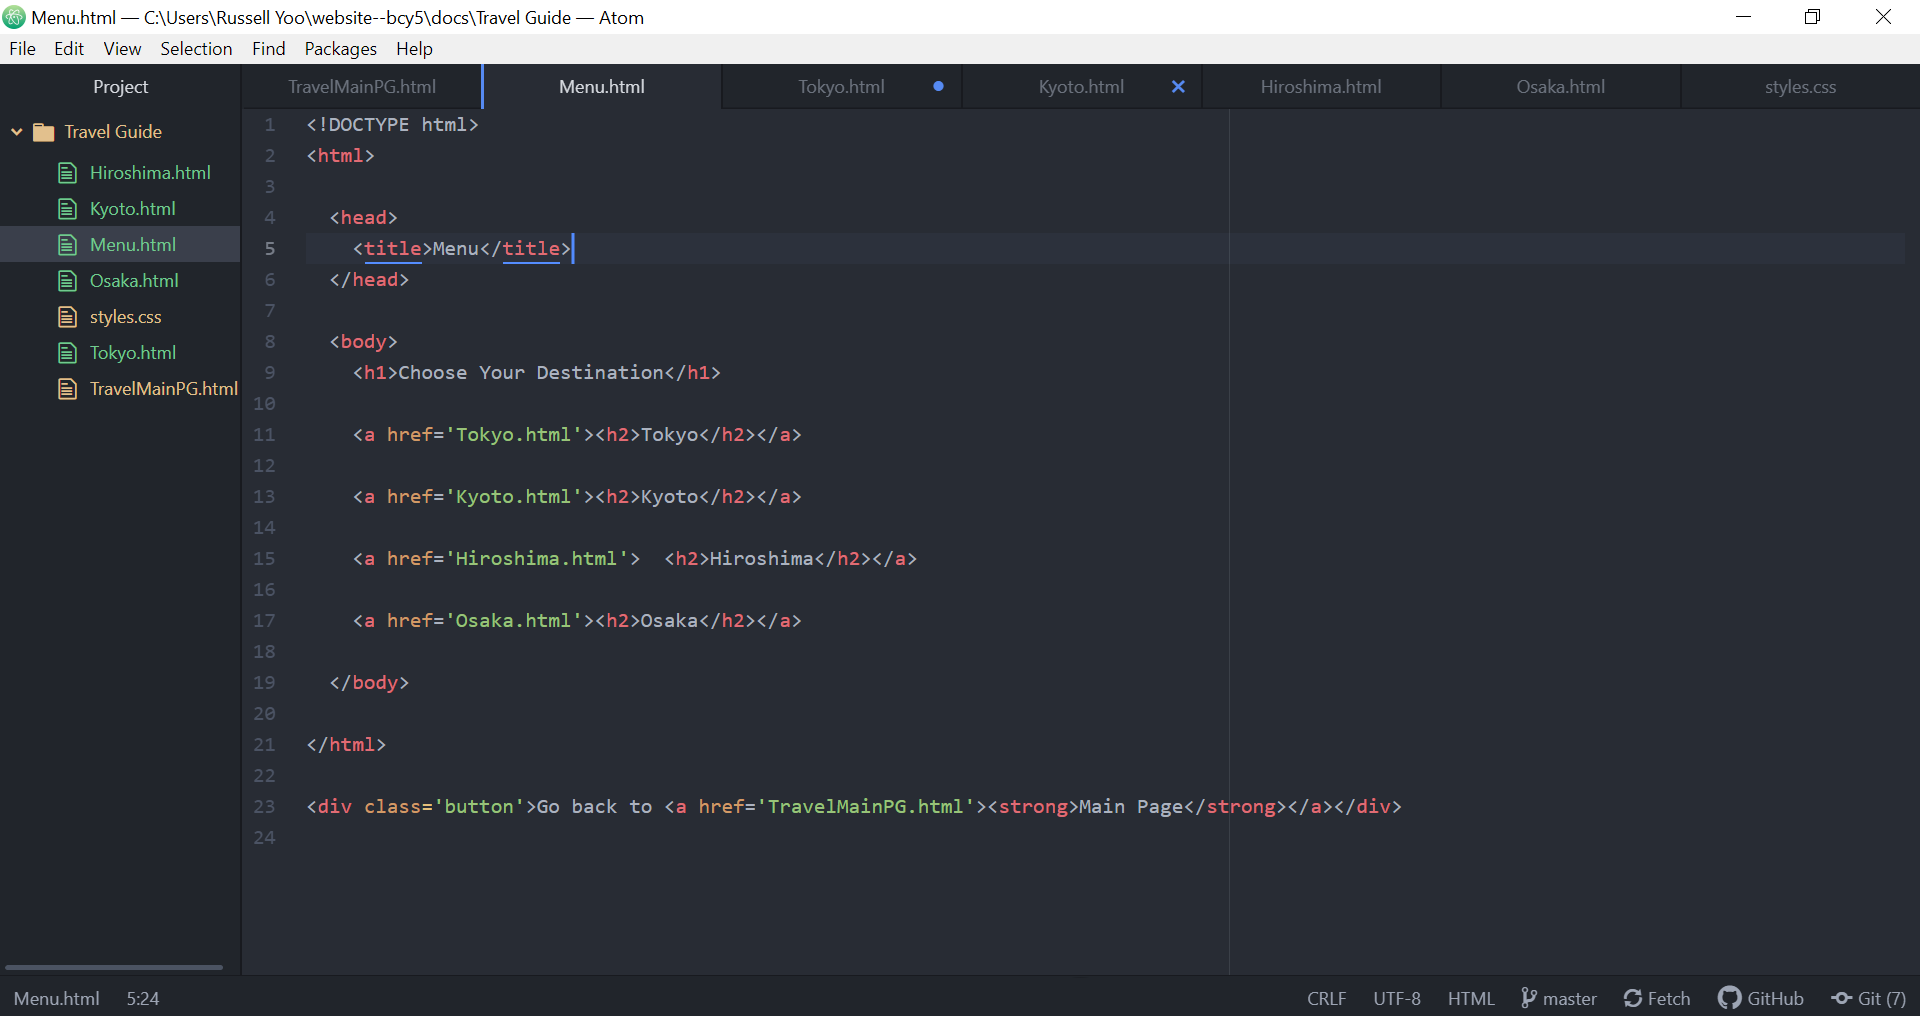 Menu.html — C:\Users\Russell Yoo\website--bcy5\docs\Travel Guide — Atom
File Edit View Selection Find Packages Help
Project
TravelMainPG.html Menu.html Tokyo.html Kyoto.html Hiroshima.html Osaka.html styles.css
Travel Guide
Hiroshima.html
Kyoto.html
Menu.html
Osaka.html
styles.css
Tokyo.html
TravelMainPG.html
1 <!DOCTYPE html>
2 <html>
3
4   <head>
5     <title>Menu</title>
6   </head>
7
8   <body>
9     <h1>Choose Your Destination</h1>
10
11     <a href='Tokyo.html'><h2>Tokyo</h2></a>
12
13     <a href='Kyoto.html'><h2>Kyoto</h2></a>
14
15     <a href='Hiroshima.html'>  <h2>Hiroshima</h2></a>
16
17     <a href='Osaka.html'><h2>Osaka</h2></a>
18
19   </body>
20
21 </html>
22
23 <div class='button'>Go back to <a href='TravelMainPG.html'><strong>Main Page</strong></a></div>
24
Menu.html 5:24 CRLF UTF-8 HTML master Fetch GitHub Git (7)